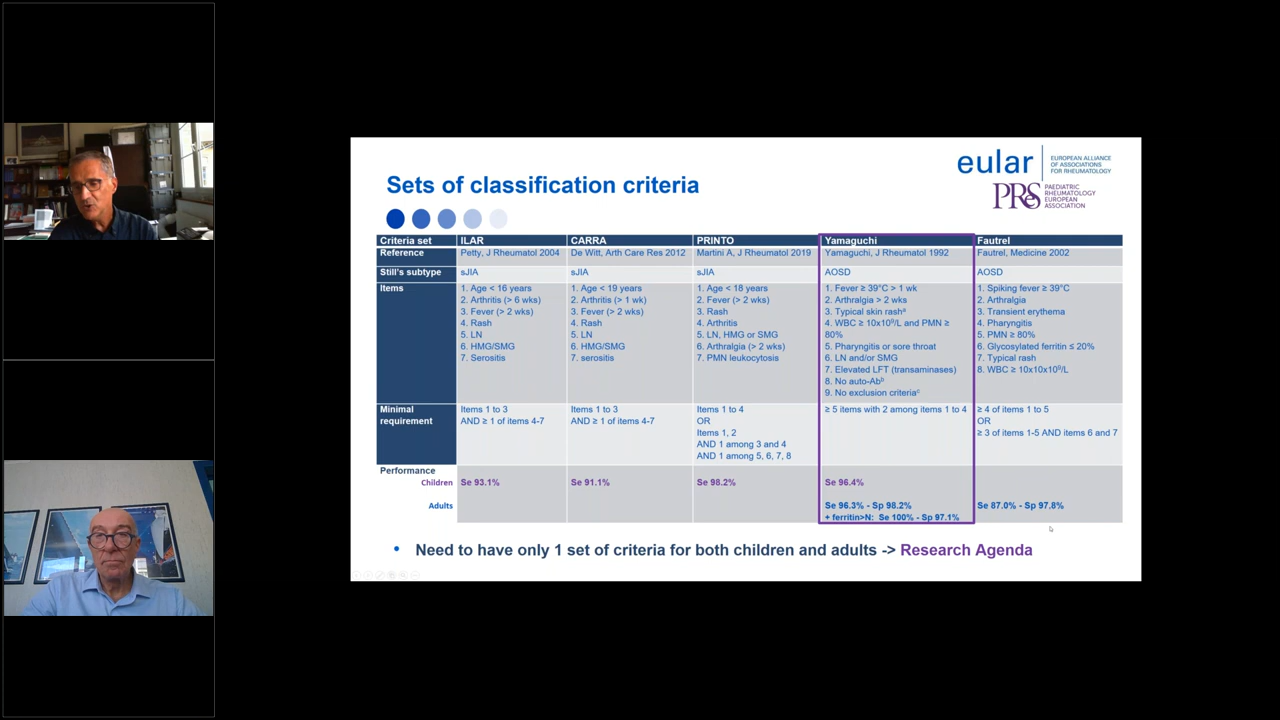 eular
EUROPEAN ALLIANCE
OF ASSOCIATIONS
FOR RHEUMATOLOGY
PReS
PAEDIATRIC
RHEUMATOLOGY
EUROPEAN
ASSOCIATION
Sets of classification criteria
Criteria set ILAR CARRA PRINTO Yamaguchi Fautrel
Reference Petty, J Rheumatol 2004 De Witt, Arth Care Res 2012 Martini A, J Rheumatol 2019 Yamaguchi, J Rheumatol 1992 Fautrel, Medicine 2002
Still's subtype sJIA sJIA sJIA AOSD AOSD
Items
1. Age < 16 years
2. Arthritis (> 6 wks)
3. Fever (> 2 wks)
4. Rash
5. LN
6. HMG/SMG
7. Serositis
1. Age < 19 years
2. Arthritis (> 1 wk)
3. Fever (> 2 wks)
4. Rash
5. LN
6. HMG/SMG
7. serositis
1. Age < 18 years
2. Fever (> 2 wks)
3. Rash
4. Arthritis
5. LN, HMG or SMG
6. Arthralgia (> 2 wks)
7. PMN leukocytosis
1. Fever ≥ 39°C > 1 wk
2. Arthralgia > 2 wks
3. Typical skin rashᵃ
4. WBC ≥ 10x10⁹/L and PMN ≥
80%
5. Pharyngitis or sore throat
6. LN and/or SMG
7. Elevated LFT (transaminases)
8. No auto-Abᵇ
9. No exclusion criteriaᶜ
1. Spiking fever ≥ 39°C
2. Arthralgia
3. Transient erythema
4. Pharyngitis
5. PMN ≥ 80%
6. Glycosylated ferritin ≤ 20%
7. Typical rash
8. WBC ≥ 10x10x10⁹/L
Minimal
requirement
Items 1 to 3
AND ≥ 1 of items 4-7
Items 1 to 3
AND ≥ 1 of items 4-7
Items 1 to 4
OR
Items 1, 2
AND 1 among 3 and 4
AND 1 among 5, 6, 7, 8
≥ 5 items with 2 among items 1 to 4
≥ 4 of items 1 to 5
OR
≥ 3 of items 1-5 AND items 6 and 7
Performance
Children Se 93.1% Se 91.1% Se 98.2% Se 96.4%
Adults Se 96.3% - Sp 98.2% Se 87.0% - Sp 97.8%
+ ferritin>N: Se 100% - Sp 97.1%
• Need to have only 1 set of criteria for both children and adults -> Research Agenda